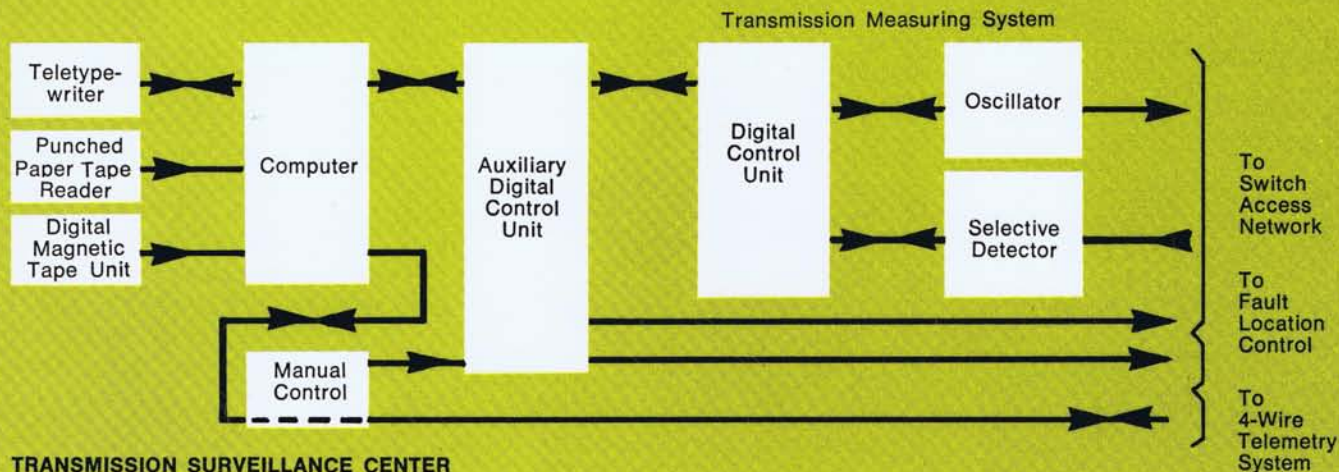 Transmission Measuring System
Teletype-
writer
Punched
Paper Tape
Reader
Digital
Magnetic
Tape Unit
Computer
Manual
Control
Auxiliary
Digital
Control
Unit
Digital
Control
Unit
Oscillator
Selective
Detector
To
Switch
Access
Network
To
Fault
Location
Control
To
4-Wire
Telemetry
System
TRANSMISSION SURVEILLANCE CENTER